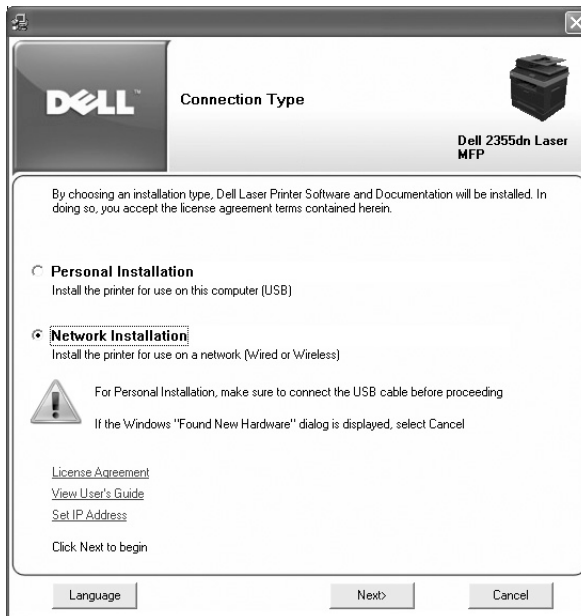 DELL™
Connection Type
Dell 2355dn Laser
MFP
By choosing an installation type, Dell Laser Printer Software and Documentation will be installed. In
doing so, you accept the license agreement terms contained herein.
Personal Installation
Install the printer for use on this computer (USB)
Network Installation
Install the printer for use on a network (Wired or Wireless)
For Personal Installation, make sure to connect the USB cable before proceeding
If the Windows "Found New Hardware" dialog is displayed, select Cancel
License Agreement
View User's Guide
Set IP Address
Click Next to begin
Language
Next>
Cancel